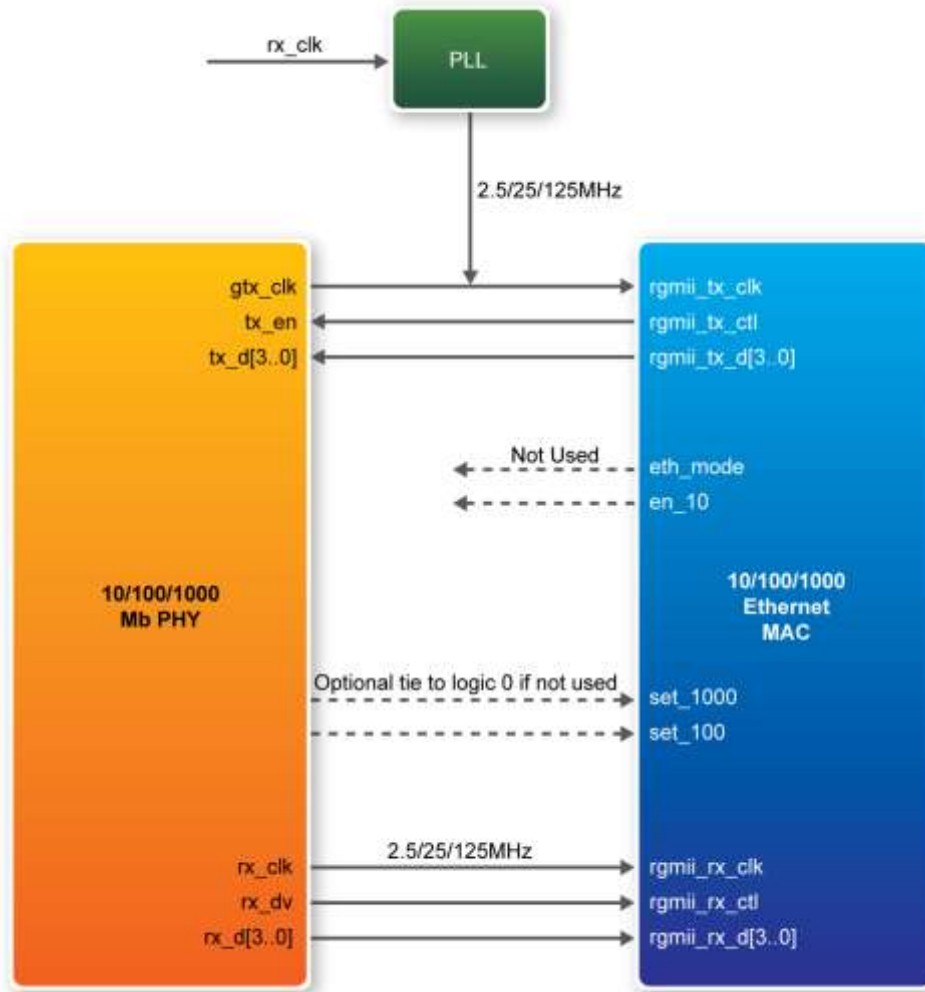 rx_clk
PLL
2.5/25/125MHz
gtx_clk
rgmii_tx_clk
tx_en
rgmii_tx_ctl
tx_d[3..0]
rgmii_tx_d[3..0]
Not Used
eth_mode
en_10
10/100/1000
Mb PHY
10/100/1000
Ethernet
MAC
Optional tie to logic 0 if not used
set_1000
set_100
rx_clk
2.5/25/125MHz
rgmii_rx_clk
rx_dv
rgmii_rx_ctl
rx_d[3..0]
rgmii_rx_d[3..0]